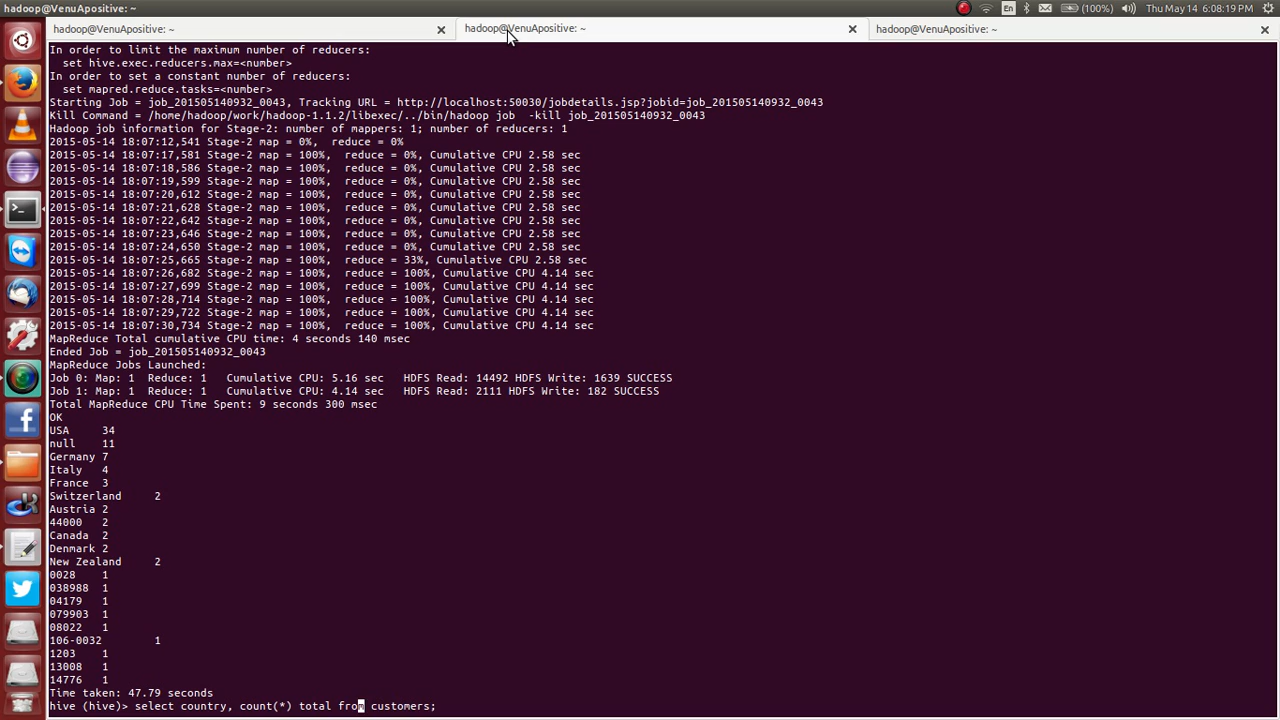 hadoop@VenuApositive: ~
En (100%) Thu May 14 6:08:19 PM
hadoop@VenuApositive: ~ hadoop@VenuApositive: ~ hadoop@VenuApositive: ~
In order to limit the maximum number of reducers:
set hive.exec.reducers.max=<number>
In order to set a constant number of reducers:
set mapred.reduce.tasks=<number>
Starting Job = job_201505140932_0043, Tracking URL = http://localhost:50030/jobdetails.jsp?jobid=job_201505140932_0043
Kill Command = /home/hadoop/work/hadoop-1.1.2/libexec/../bin/hadoop job  -kill job_201505140932_0043
Hadoop job information for Stage-2: number of mappers: 1; number of reducers: 1
2015-05-14 18:07:12,541 Stage-2 map = 0%,  reduce = 0%
2015-05-14 18:07:17,581 Stage-2 map = 100%,  reduce = 0%, Cumulative CPU 2.58 sec
2015-05-14 18:07:18,586 Stage-2 map = 100%,  reduce = 0%, Cumulative CPU 2.58 sec
2015-05-14 18:07:19,599 Stage-2 map = 100%,  reduce = 0%, Cumulative CPU 2.58 sec
2015-05-14 18:07:20,612 Stage-2 map = 100%,  reduce = 0%, Cumulative CPU 2.58 sec
2015-05-14 18:07:21,628 Stage-2 map = 100%,  reduce = 0%, Cumulative CPU 2.58 sec
2015-05-14 18:07:22,642 Stage-2 map = 100%,  reduce = 0%, Cumulative CPU 2.58 sec
2015-05-14 18:07:23,646 Stage-2 map = 100%,  reduce = 0%, Cumulative CPU 2.58 sec
2015-05-14 18:07:24,650 Stage-2 map = 100%,  reduce = 0%, Cumulative CPU 2.58 sec
2015-05-14 18:07:25,665 Stage-2 map = 100%,  reduce = 33%, Cumulative CPU 2.58 sec
2015-05-14 18:07:26,682 Stage-2 map = 100%,  reduce = 100%, Cumulative CPU 4.14 sec
2015-05-14 18:07:27,699 Stage-2 map = 100%,  reduce = 100%, Cumulative CPU 4.14 sec
2015-05-14 18:07:28,714 Stage-2 map = 100%,  reduce = 100%, Cumulative CPU 4.14 sec
2015-05-14 18:07:29,722 Stage-2 map = 100%,  reduce = 100%, Cumulative CPU 4.14 sec
2015-05-14 18:07:30,734 Stage-2 map = 100%,  reduce = 100%, Cumulative CPU 4.14 sec
MapReduce Total cumulative CPU time: 4 seconds 140 msec
Ended Job = job_201505140932_0043
MapReduce Jobs Launched:
Job 0: Map: 1  Reduce: 1   Cumulative CPU: 5.16 sec   HDFS Read: 14492 HDFS Write: 1639 SUCCESS
Job 1: Map: 1  Reduce: 1   Cumulative CPU: 4.14 sec   HDFS Read: 2111 HDFS Write: 182 SUCCESS
Total MapReduce CPU Time Spent: 9 seconds 300 msec
OK
USA 34
null 11
Germany 7
Italy 4
France 3
Switzerland 2
Austria 2
44000 2
Canada 2
Denmark 2
New Zealand 2
0028 1
038988 1
04179 1
079903 1
08022 1
106-0032 1
1203 1
13008 1
14776 1
Time taken: 47.79 seconds
hive (hive)> select country, count(*) total from customers;